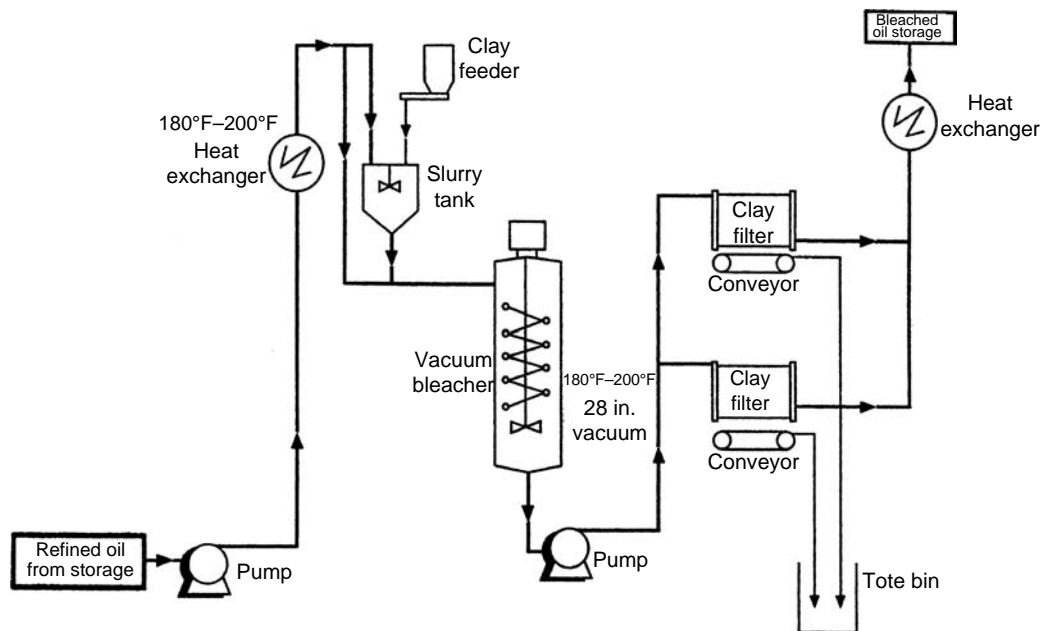 Bleached
oil storage
Clay
feeder
180°F–200°F
Heat
exchanger
Heat
exchanger
Slurry
tank
Clay
filter
Conveyor
Vacuum
bleacher
180°F–200°F
28 in.
vacuum
Clay
filter
Conveyor
Refined oil
from storage
Pump
Pump
Tote bin